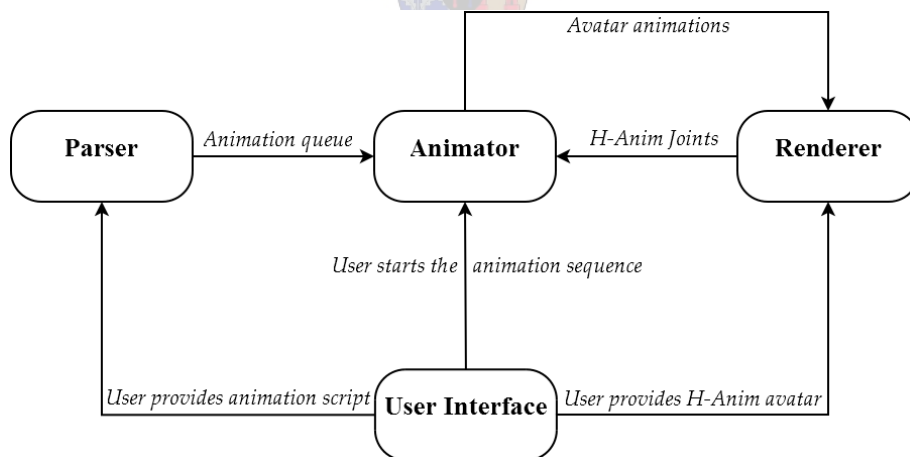 Avatar animations
Parser
Animation queue
Animator
H-Anim Joints
Renderer
User starts the animation sequence
User provides animation script
User Interface
User provides H-Anim avatar